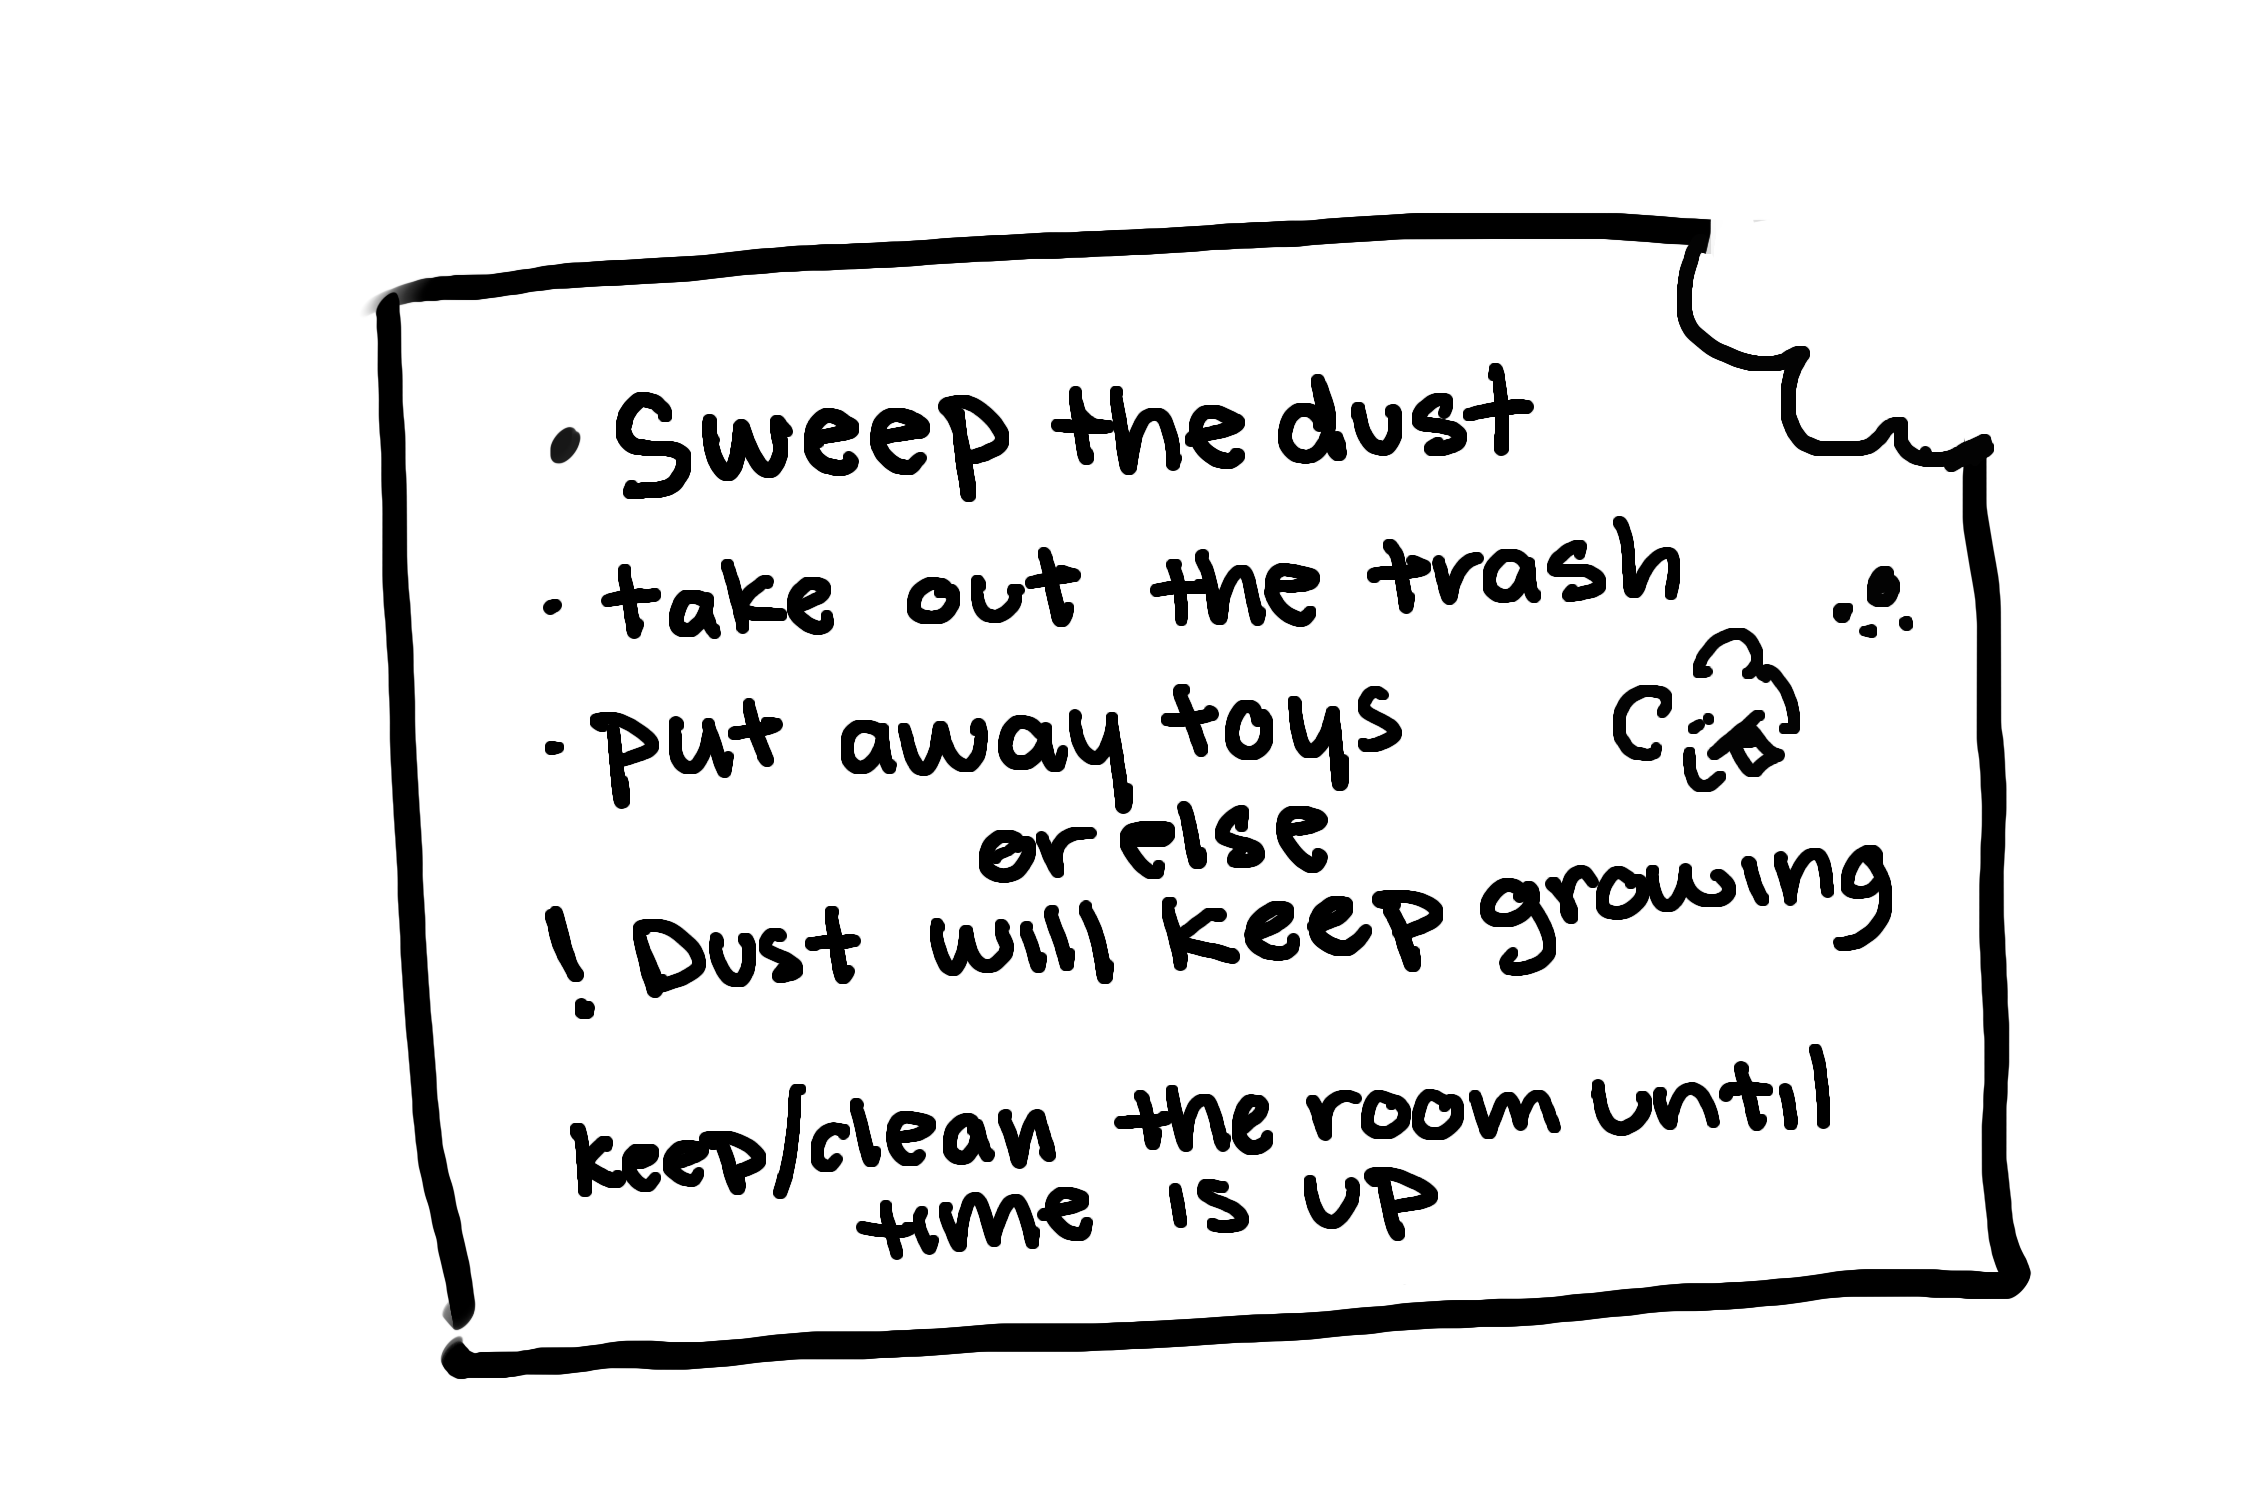 • Sweep the dust
• take out the trash
• put away toys
or else
! Dust will keep growing
keep/clean the room until
time is up